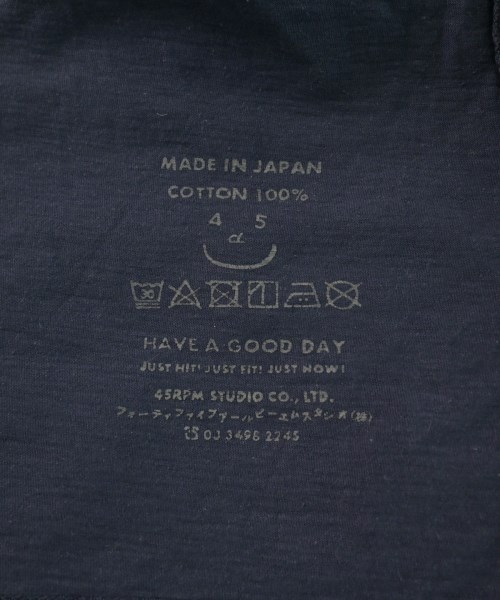 MADE IN JAPAN
COTTON 100%
4 5
d
30
HAVE A GOOD DAY
JUST HIT! JUST FIT! JUST NOW!
45RPM STUDIO CO., LTD.
フォーティファイブアールピーエムスタジオ(株)
☎ 03 3498 2245